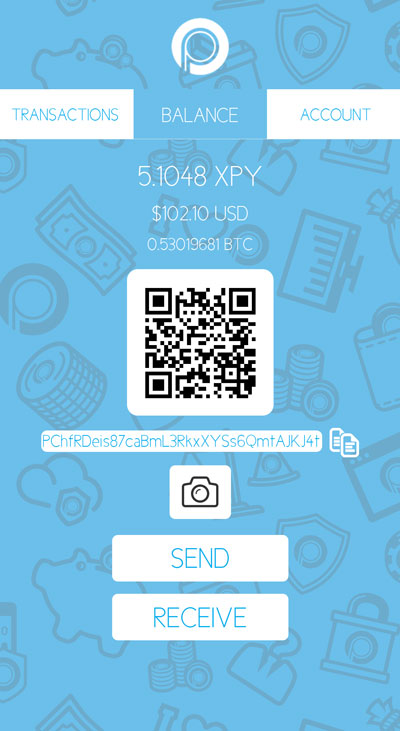 TRANSACTIONS
BALANCE
ACCOUNT
5.1048 XPY
$102.10 USD
0.53019681 BTC
PChfRDeis87caBmL3RkxXYSs6QmtAJKJ4t
SEND
RECEIVE